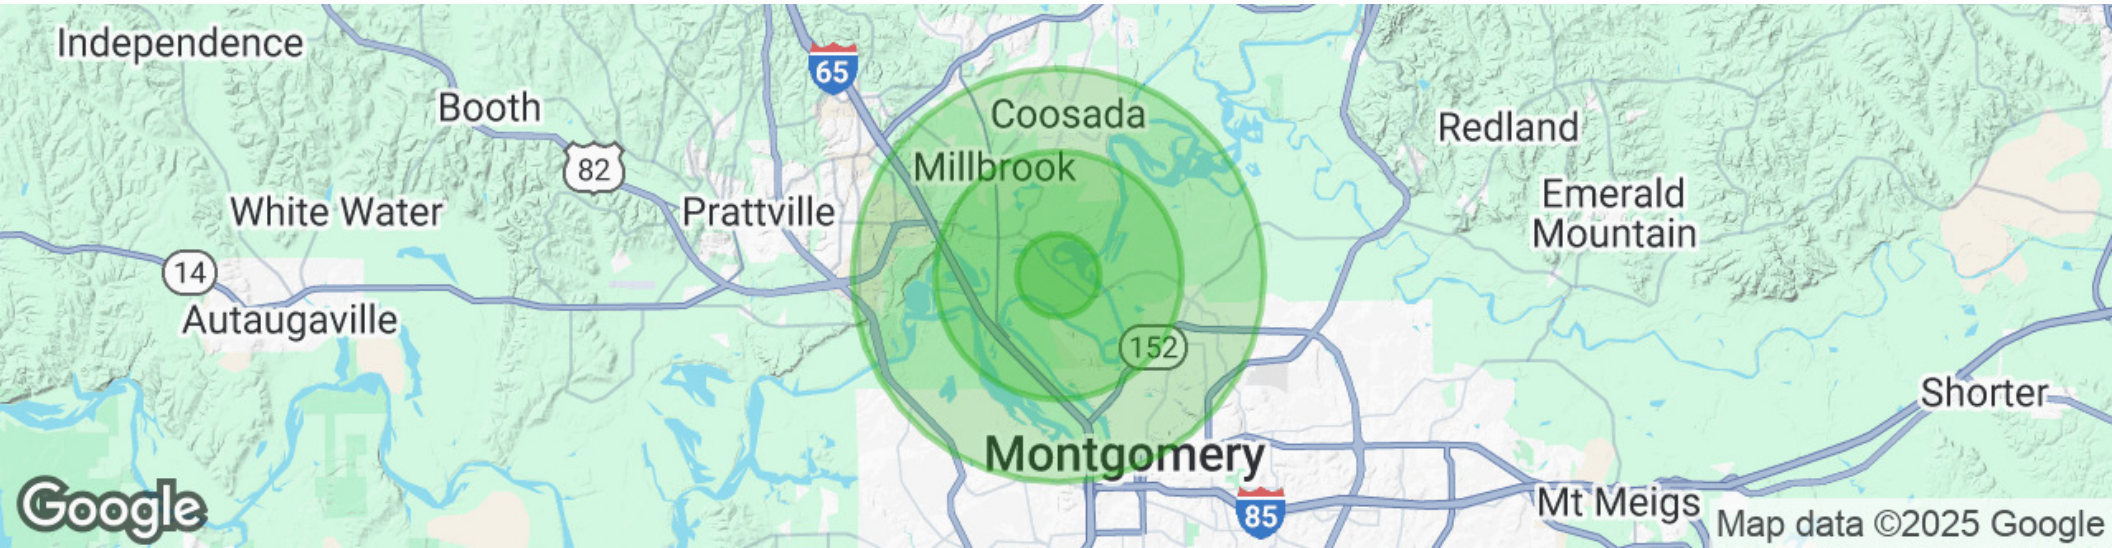 Independence
65
Booth
Coosada
Redland
82
Millbrook
White Water
Prattville
Emerald
Mountain
14
Autaugaville
152
Shorter
Montgomery
Google
85
Mt Meigs
Map data ©2025 Google